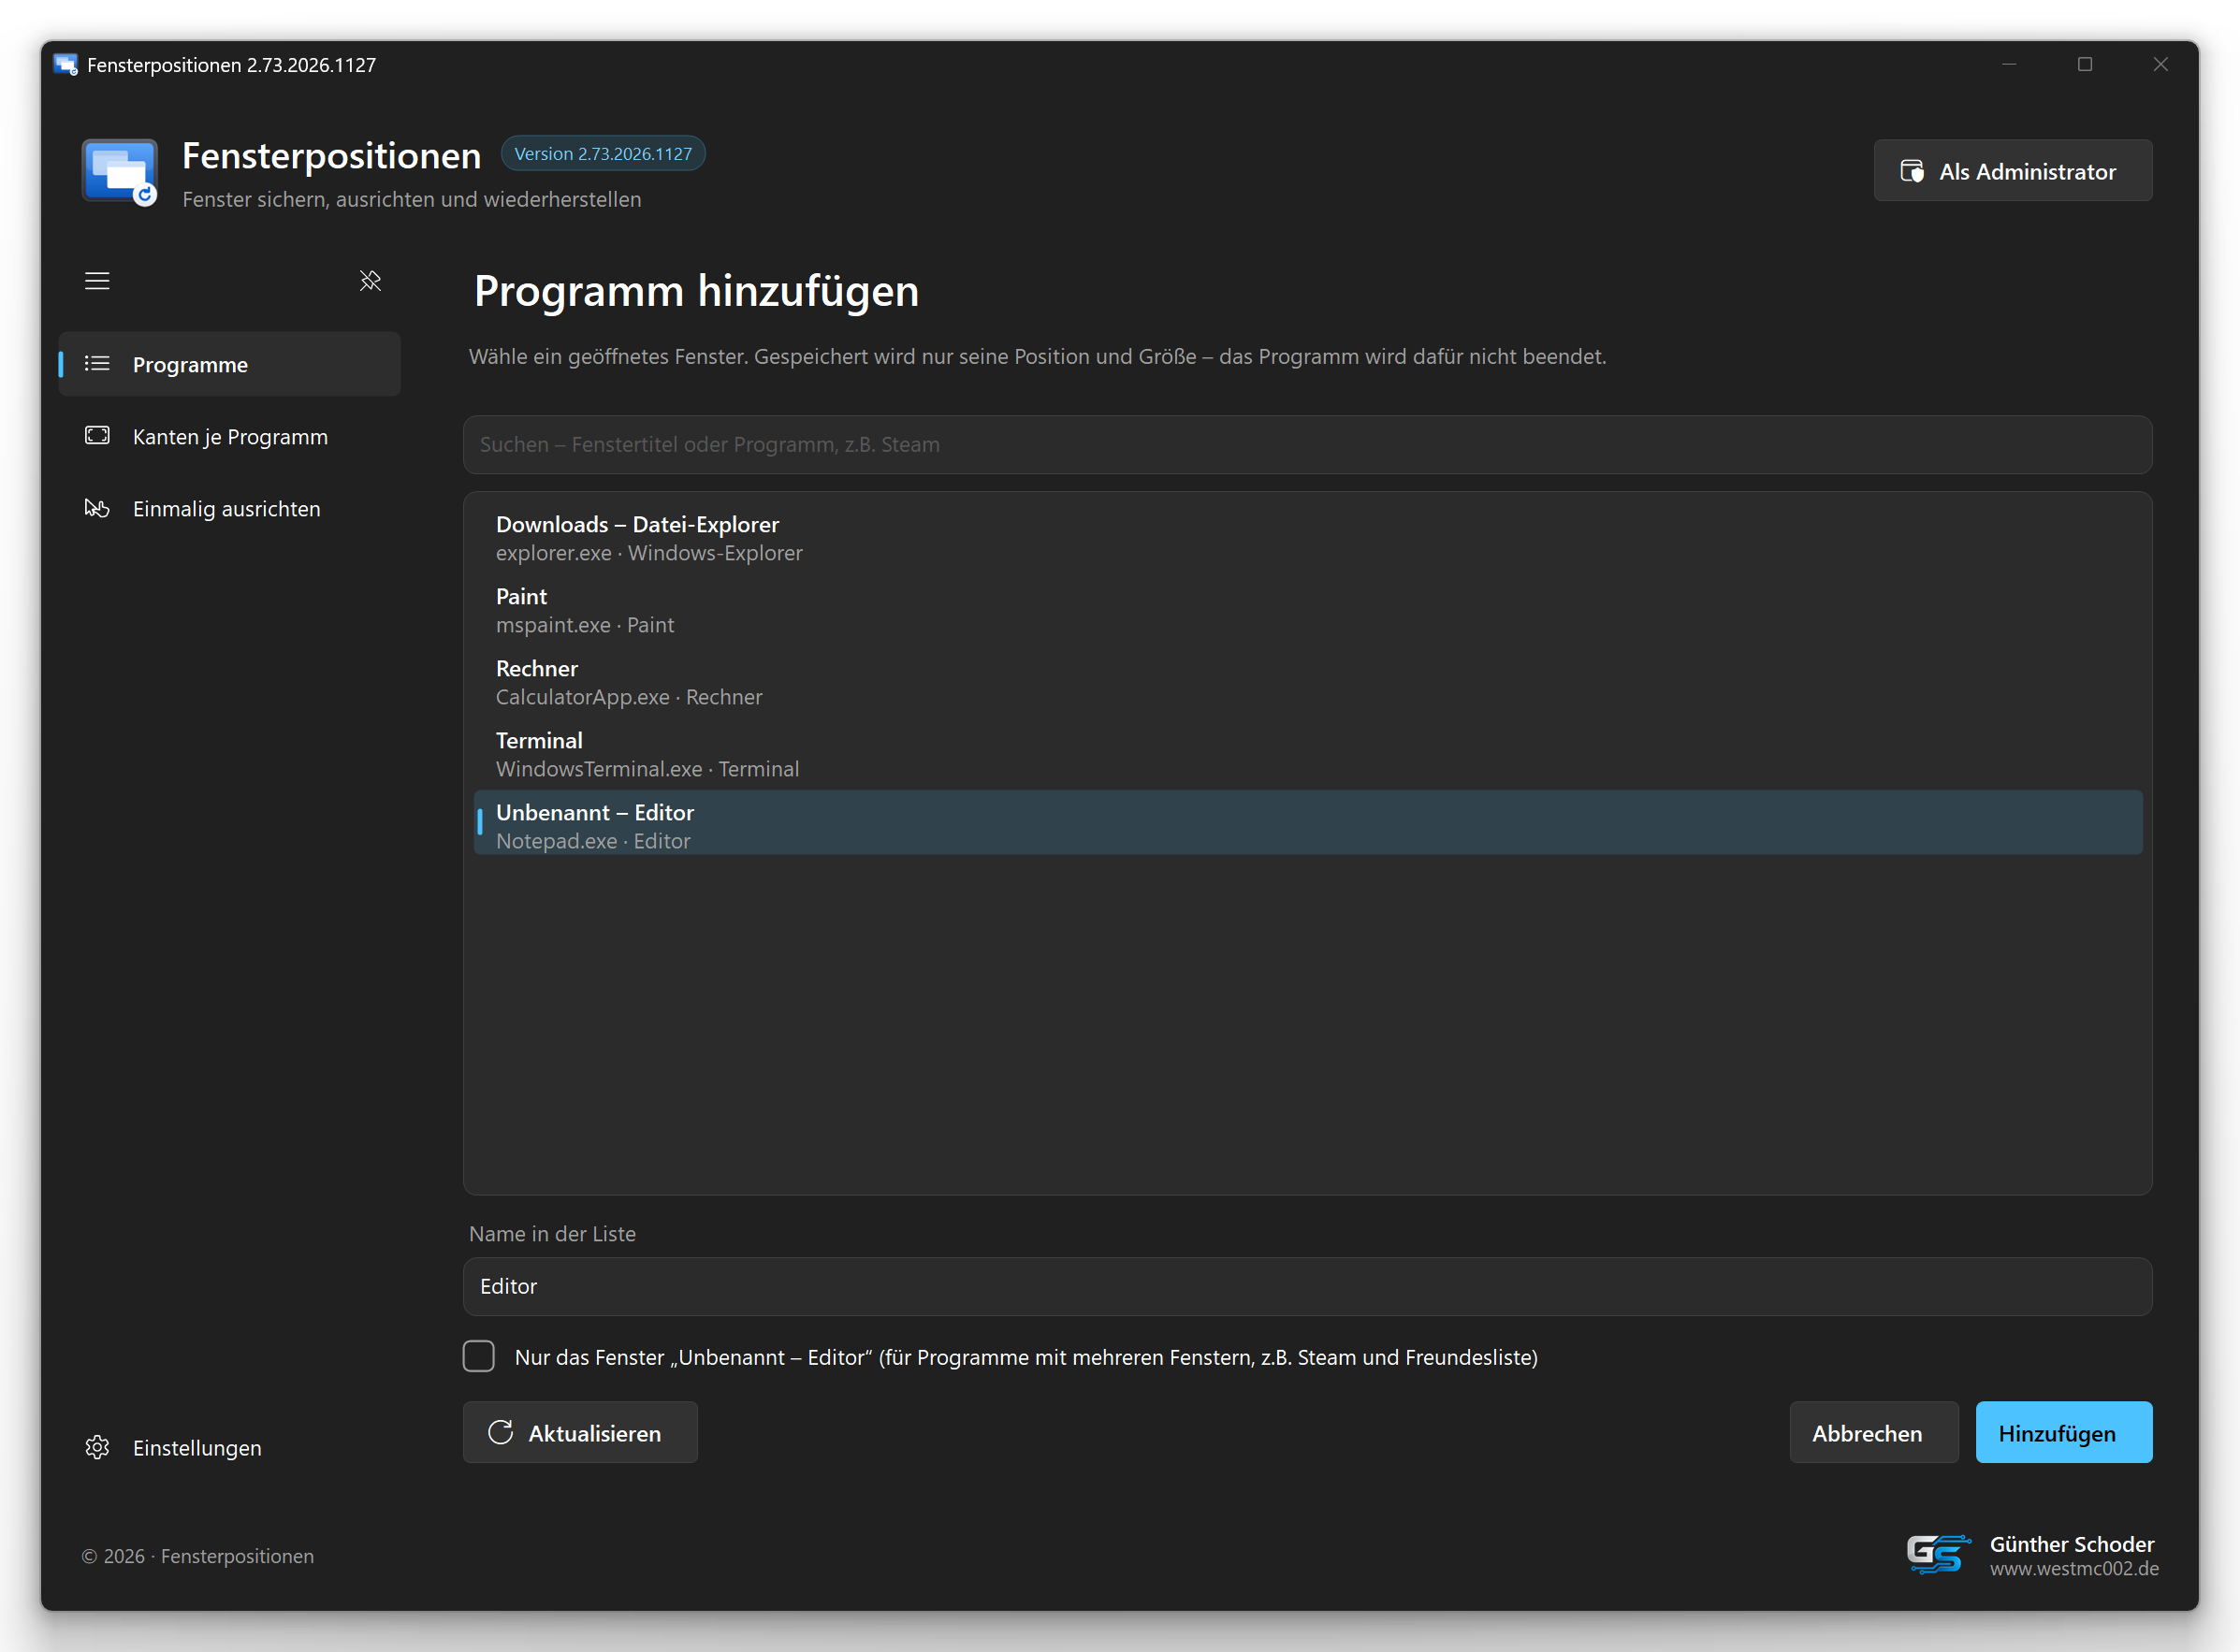 Fensterpositionen 2.73.2026.1127
Fensterpositionen
Version 2.73.2026.1127
Fenster sichern, ausrichten und wiederherstellen
Als Administrator
Programme
Kanten je Programm
Einmalig ausrichten
Einstellungen
Programm hinzufügen
Wähle ein geöffnetes Fenster. Gespeichert wird nur seine Position und Größe – das Programm wird dafür nicht beendet.
Suchen – Fenstertitel oder Programm, z.B. Steam
Downloads – Datei-Explorer
explorer.exe · Windows-Explorer
Paint
mspaint.exe · Paint
Rechner
CalculatorApp.exe · Rechner
Terminal
WindowsTerminal.exe · Terminal
Unbenannt – Editor
Notepad.exe · Editor
Name in der Liste
Editor
Nur das Fenster „Unbenannt – Editor“ (für Programme mit mehreren Fenstern, z.B. Steam und Freundesliste)
Aktualisieren
Abbrechen
Hinzufügen
© 2026 · Fensterpositionen
GS
Günther Schoder
www.westmc002.de